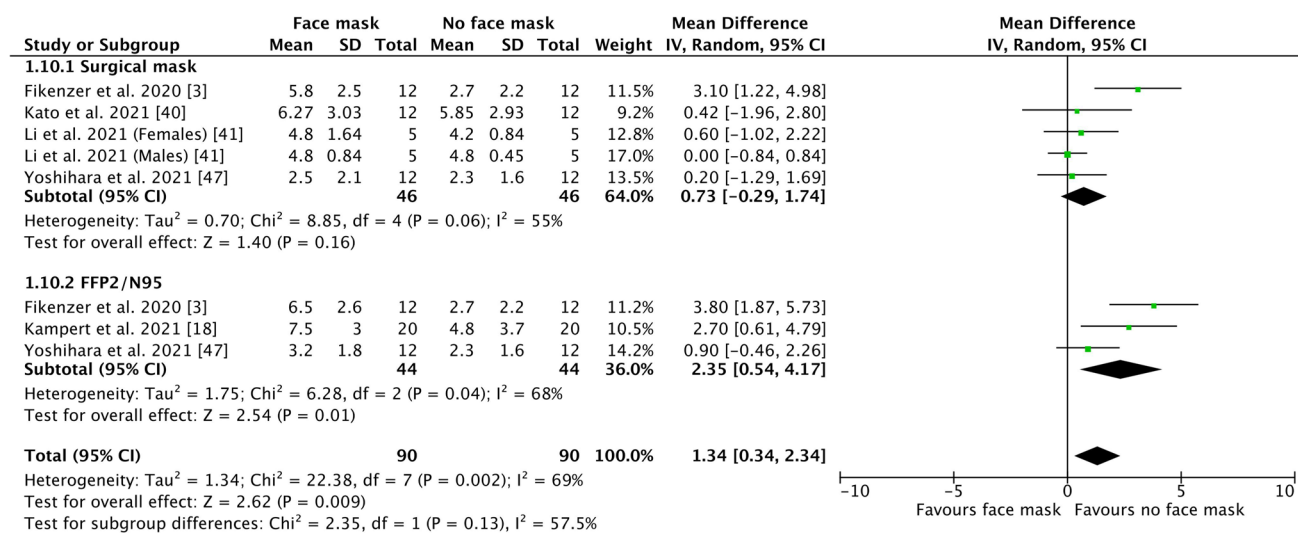 Face mask No face mask Mean Difference Mean Difference
Study or Subgroup Mean SD Total Mean SD Total Weight IV, Random, 95% CI IV, Random, 95% CI
1.10.1 Surgical mask
Fikenzer et al. 2020 [3] 5.8 2.5 12 2.7 2.2 12 11.5% 3.10 [1.22, 4.98]
Kato et al. 2021 [40] 6.27 3.03 12 5.85 2.93 12 9.2% 0.42 [−1.96, 2.80]
Li et al. 2021 (Females) [41] 4.8 1.64 5 4.2 0.84 5 12.8% 0.60 [−1.02, 2.22]
Li et al. 2021 (Males) [41] 4.8 0.84 5 4.8 0.45 5 17.0% 0.00 [−0.84, 0.84]
Yoshihara et al. 2021 [47] 2.5 2.1 12 2.3 1.6 12 13.5% 0.20 [−1.29, 1.69]
Subtotal (95% CI) 46 46 64.0% 0.73 [−0.29, 1.74]
Heterogeneity: Tau² = 0.70; Chi² = 8.85, df = 4 (P = 0.06); I² = 55%
Test for overall effect: Z = 1.40 (P = 0.16)
1.10.2 FFP2/N95
Fikenzer et al. 2020 [3] 6.5 2.6 12 2.7 2.2 12 11.2% 3.80 [1.87, 5.73]
Kampert et al. 2021 [18] 7.5 3 20 4.8 3.7 20 10.5% 2.70 [0.61, 4.79]
Yoshihara et al. 2021 [47] 3.2 1.8 12 2.3 1.6 12 14.2% 0.90 [−0.46, 2.26]
Subtotal (95% CI) 44 44 36.0% 2.35 [0.54, 4.17]
Heterogeneity: Tau² = 1.75; Chi² = 6.28, df = 2 (P = 0.04); I² = 68%
Test for overall effect: Z = 2.54 (P = 0.01)
Total (95% CI) 90 90 100.0% 1.34 [0.34, 2.34]
Heterogeneity: Tau² = 1.34; Chi² = 22.38, df = 7 (P = 0.002); I² = 69%
Test for overall effect: Z = 2.62 (P = 0.009)
Test for subgroup differences: Chi² = 2.35, df = 1 (P = 0.13), I² = 57.5%
−10 −5 0 5 10
Favours face mask Favours no face mask